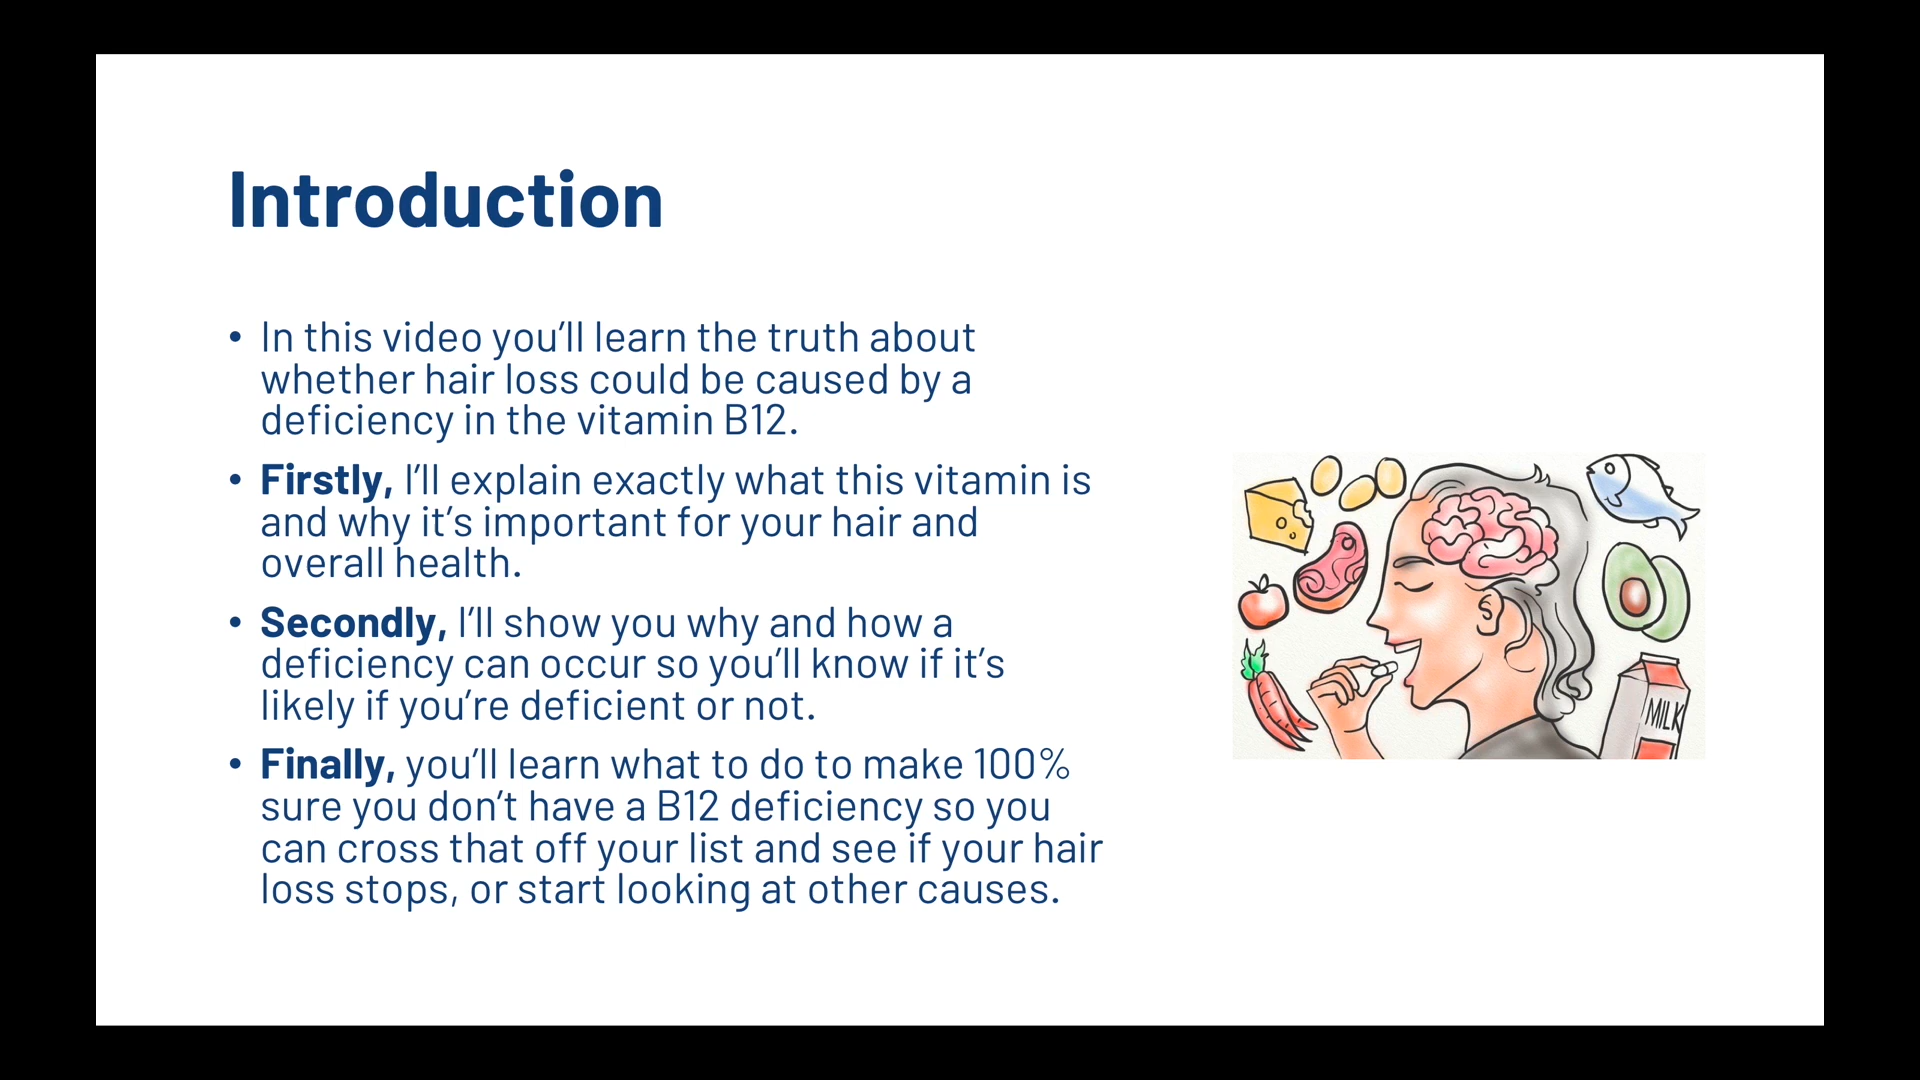 Introduction
• In this video you’ll learn the truth about
whether hair loss could be caused by a
deficiency in the vitamin B12.
• Firstly, I’ll explain exactly what this vitamin is
and why it’s important for your hair and
overall health.
• Secondly, I’ll show you why and how a
deficiency can occur so you’ll know if it’s
likely if you’re deficient or not.
• Finally, you’ll learn what to do to make 100%
sure you don’t have a B12 deficiency so you
can cross that off your list and see if your hair
loss stops, or start looking at other causes.
MILK